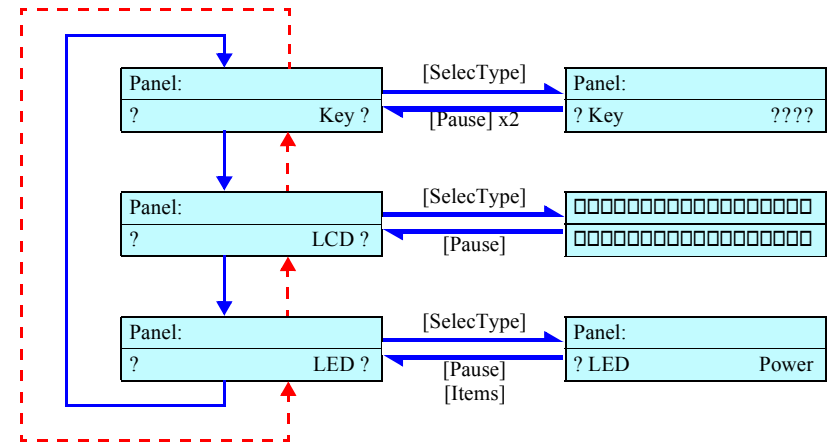 Panel:
? Key ?
[SelecType]
[Pause] x2
Panel:
? Key ????
Panel:
? LCD ?
[SelecType]
[Pause]
▯▯▯▯▯▯▯▯▯▯▯▯▯▯▯▯▯▯
▯▯▯▯▯▯▯▯▯▯▯▯▯▯▯▯▯▯
Panel:
? LED ?
[SelecType]
[Pause]
[Items]
Panel:
? LED Power